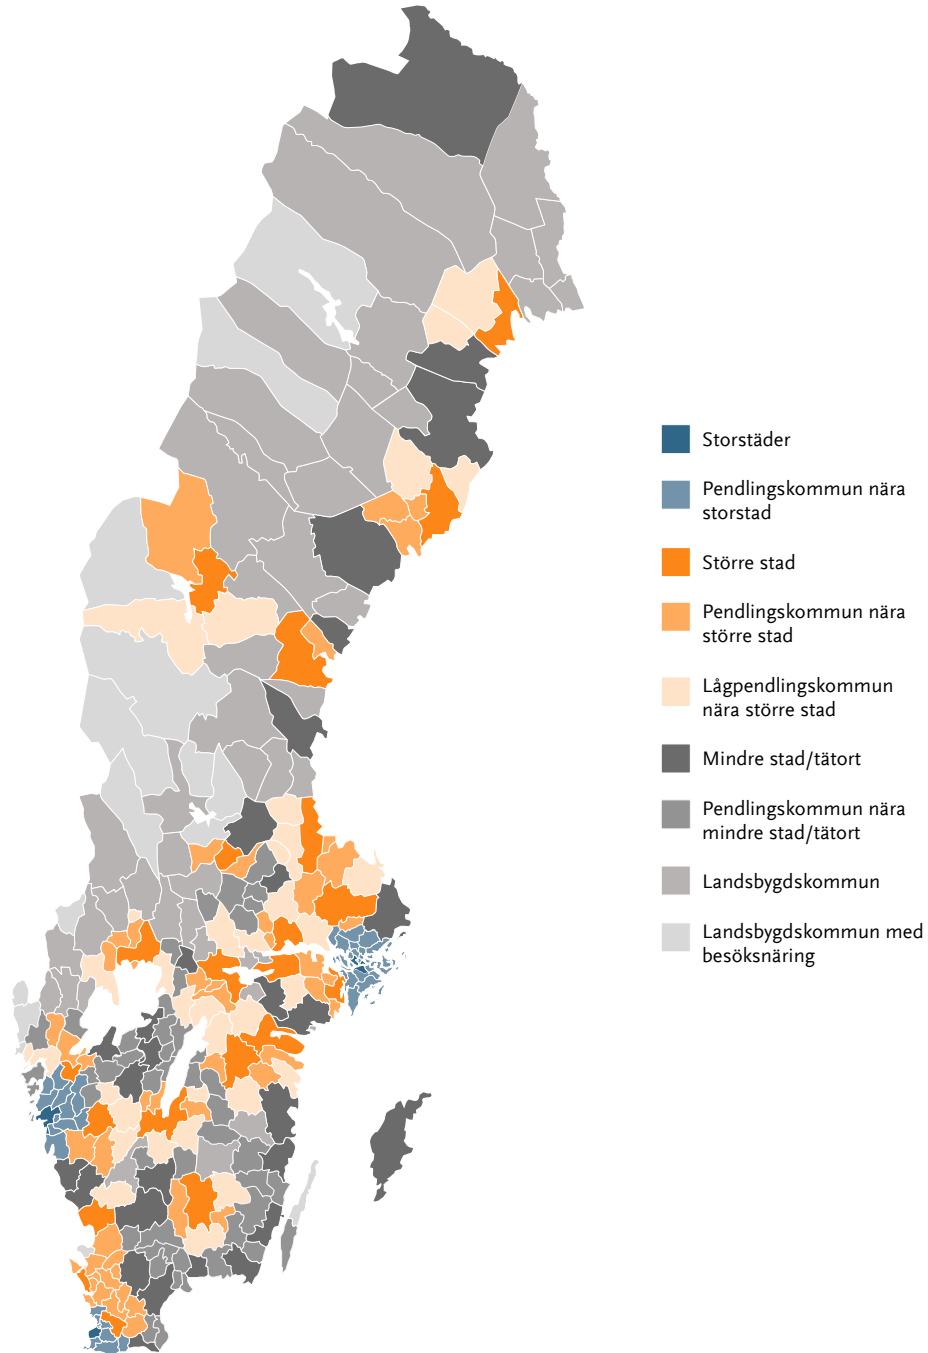 Storstäder
Pendlingskommun nära
storstad
Större stad
Pendlingskommun nära
större stad
Lågpendlingskommun
nära större stad
Mindre stad/tätort
Pendlingskommun nära
mindre stad/tätort
Landsbygdskommun
Landsbygdskommun med
besöksnäring